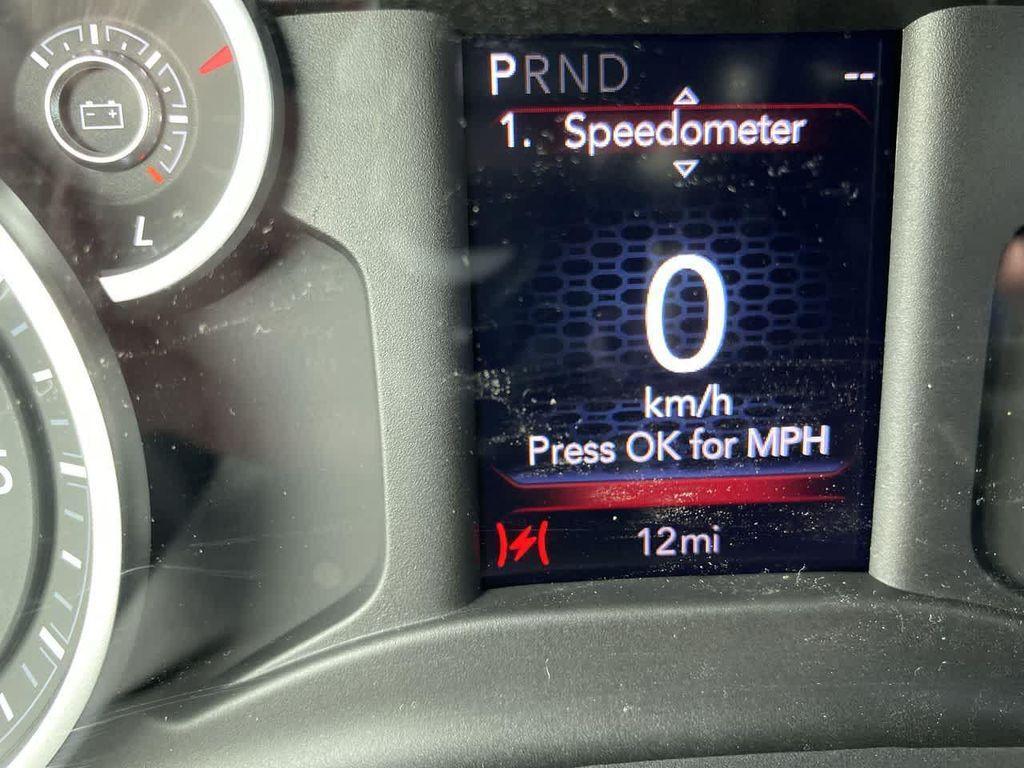 PRND --
1. Speedometer
0
km/h
Press OK for MPH
12mi
L